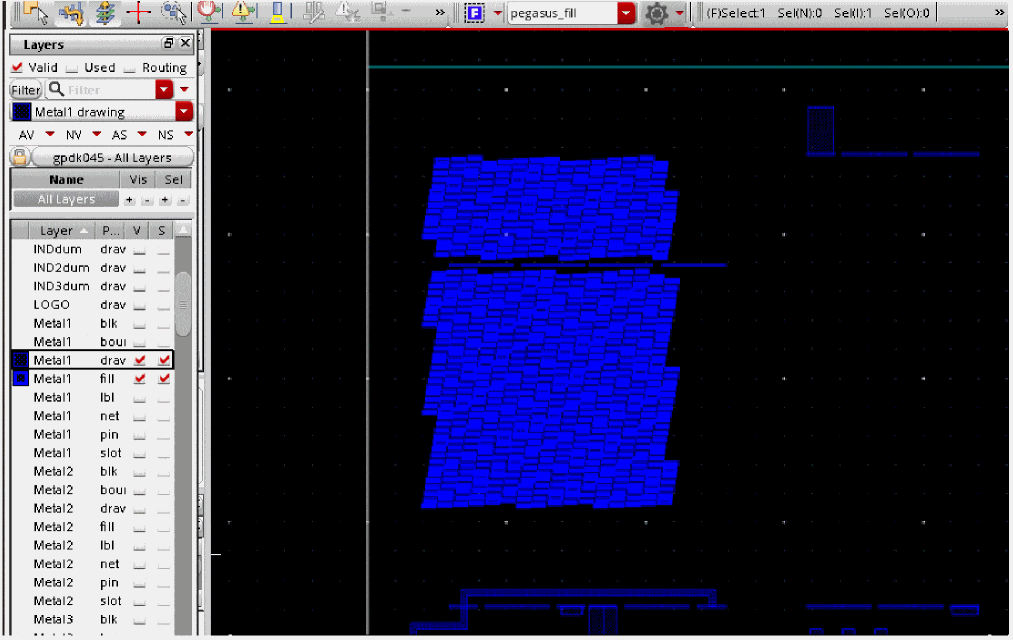 pegasus_fill
(F)Select:1 Sel(N):0 Sel(I):1 Sel(O):0
Layers
Valid Used Routing
Filter Filter
Metal1 drawing
AV NV AS NS
gpdk045 - All Layers
Name Vis Sel
All Layers + - + -
Layer P... V S
INDdum drav
IND2dum drav
IND3dum drav
LOGO drav
Metal1 blk
Metal1 bour
Metal1 drav
Metal1 fill
Metal1 lbl
Metal1 net
Metal1 pin
Metal1 slot
Metal2 blk
Metal2 bour
Metal2 drav
Metal2 fill
Metal2 lbl
Metal2 net
Metal2 pin
Metal2 slot
Metal3 blk